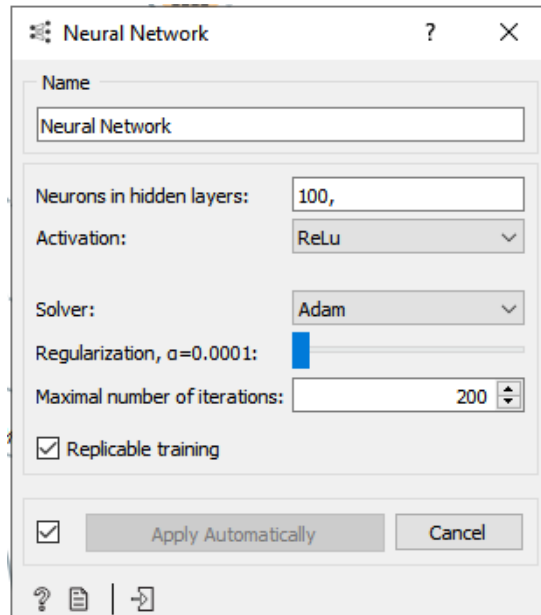 Neural Network ?
Name
Neural Network
Neurons in hidden layers: 100,
Activation: ReLu
Solver: Adam
Regularization, α=0.0001:
Maximal number of iterations: 200
Replicable training
Apply Automatically Cancel
?